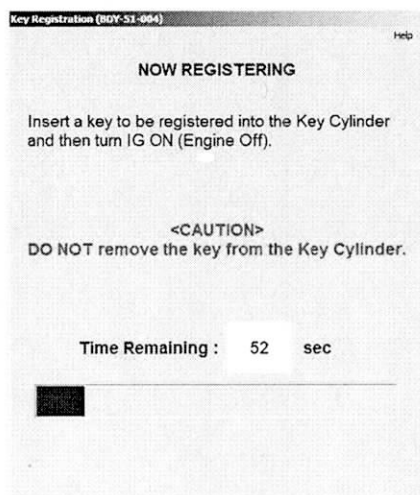 Key Registration (BDY-51-004)
Help
NOW REGISTERING
Insert a key to be registered into the Key Cylinder
and then turn IG ON (Engine Off).
<CAUTION>
DO NOT remove the key from the Key Cylinder.
Time Remaining : 52 sec